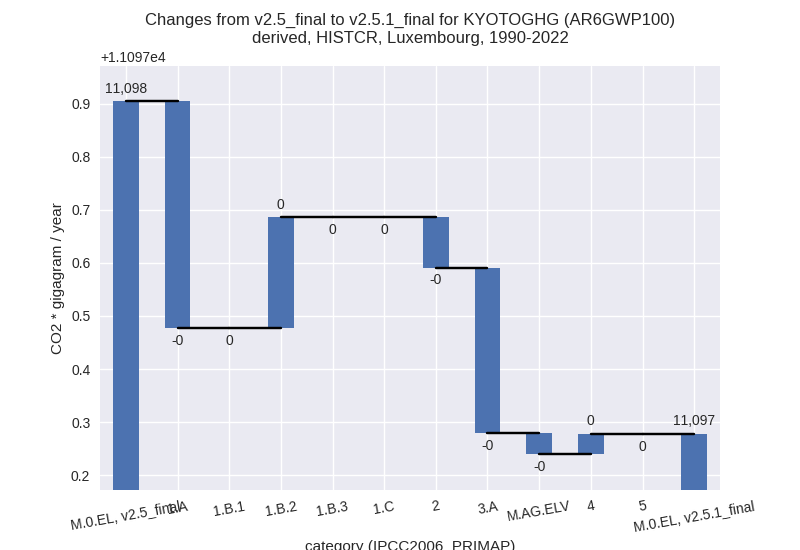 Changes from v2.5_final to v2.5.1_final for KYOTOGHG (AR6GWP100)
derived, HISTCR, Luxembourg, 1990-2022
+1.1097e4
11,098
0.9
0.8
0.7
0.6
0.5
0.4
0.3
0.2
CO2 * gigagram / year
-0
0
0
0
0
-0
-0
-0
0
0
11,097
M.0.EL, v2.5_final
1.A
1.B.1
1.B.2
1.B.3
1.C
2
3.A
M.AG.ELV
4
5
M.0.EL, v2.5.1_final
category (IPCC2006_PRIMAP)